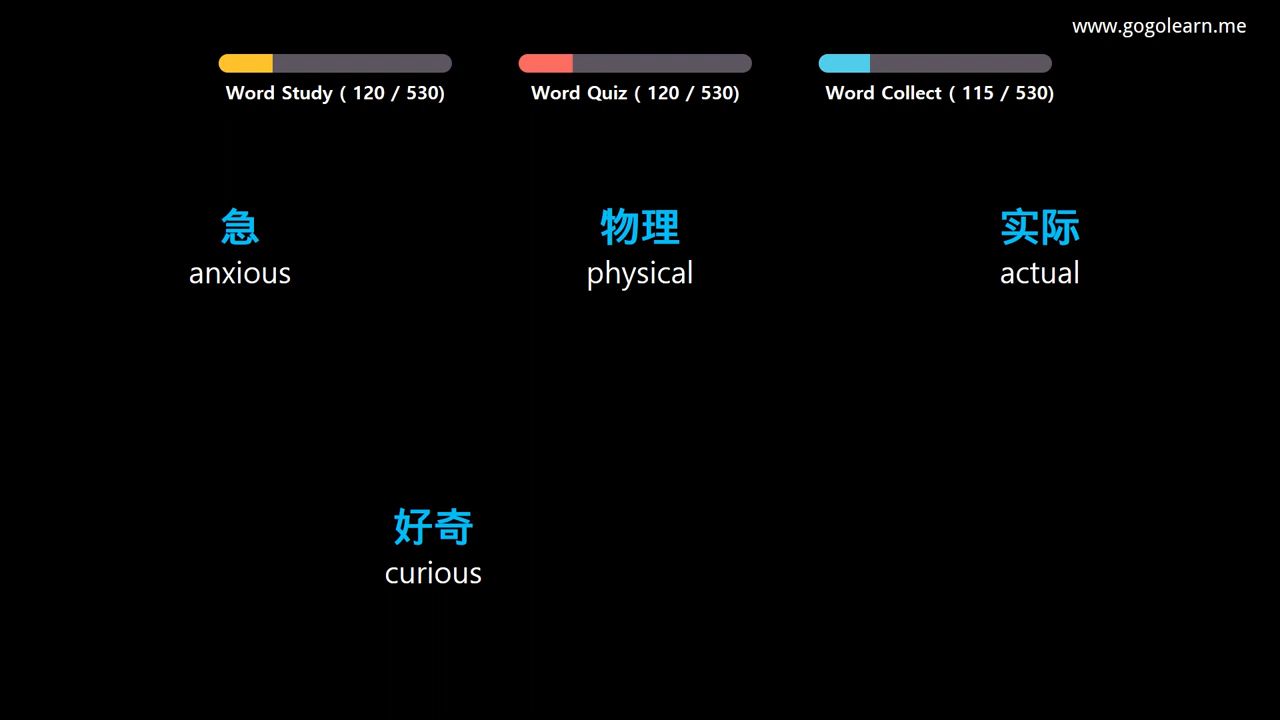 www.gogolearn.me
Word Study ( 120 / 530) Word Quiz ( 120 / 530) Word Collect ( 115 / 530)
急 物理 实际
anxious physical actual
好奇
curious